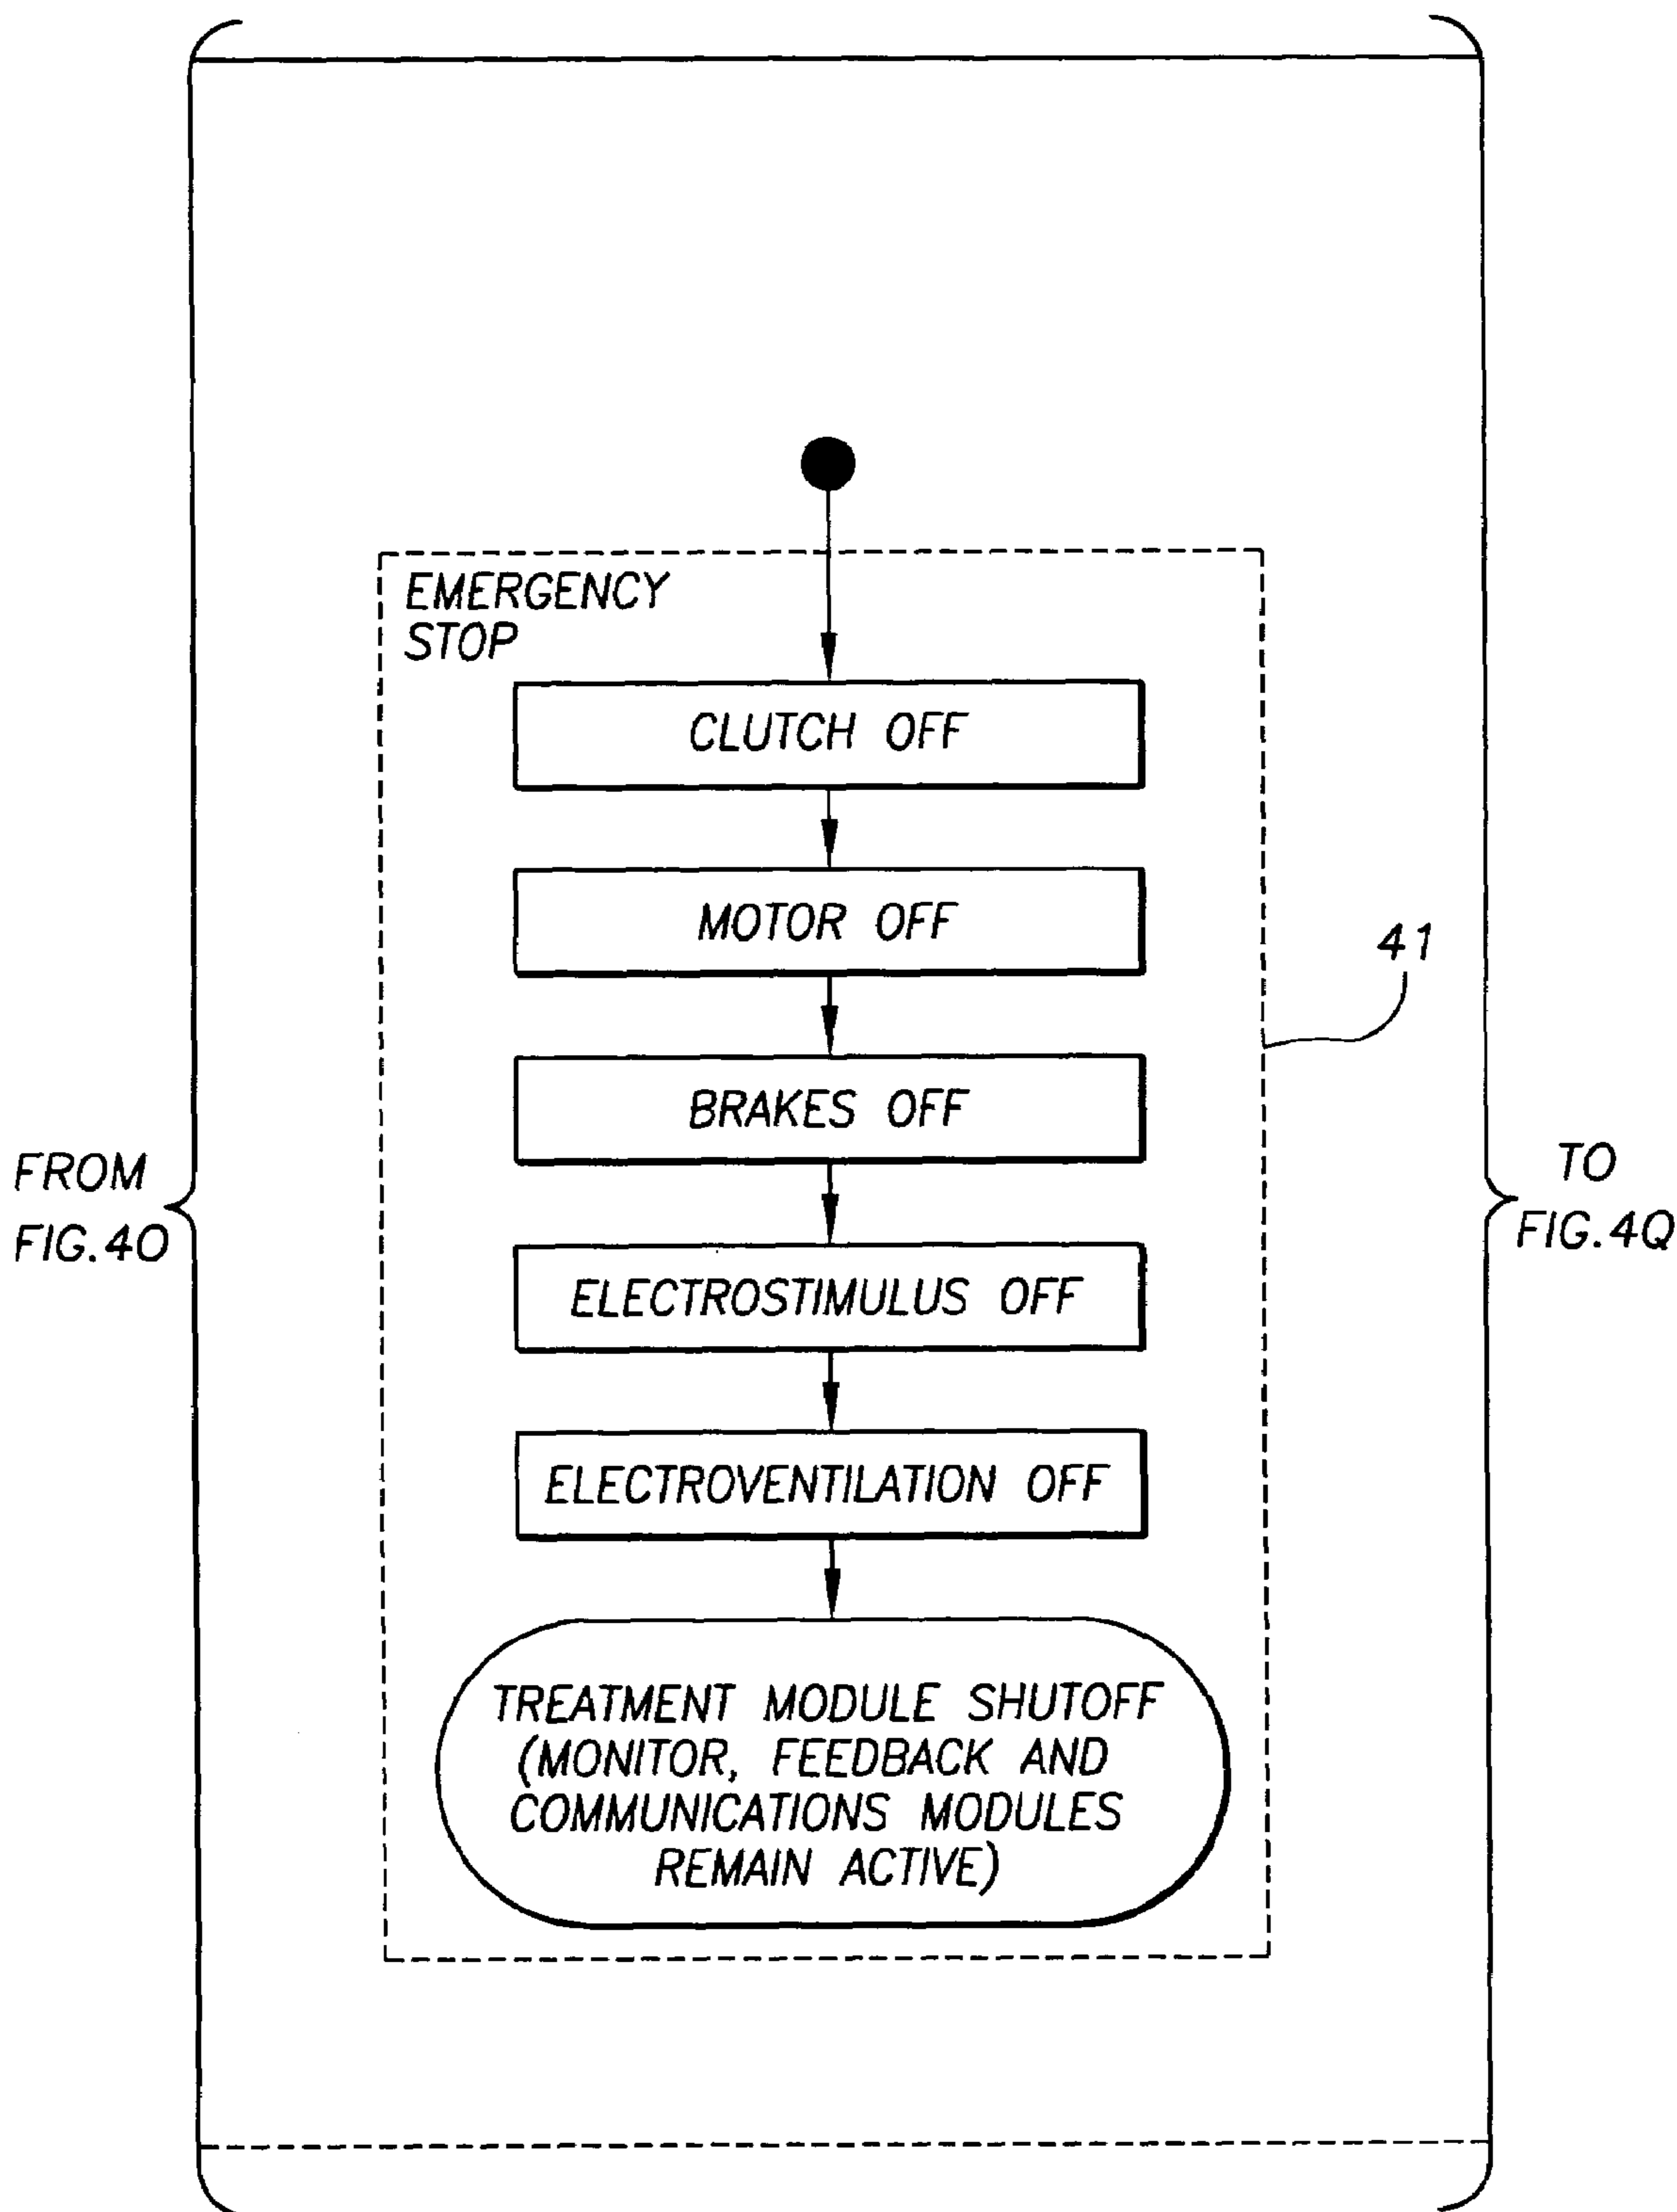 EMERGENCY
STOP
CLUTCH OFF
MOTOR OFF
41
BRAKES OFF
FROM
FIG.4O
TO
FIG.4Q
ELECTROSTIMULUS OFF
ELECTROVENTILATION OFF
TREATMENT MODULE SHUTOFF
(MONITOR, FEEDBACK AND
COMMUNICATIONS MODULES
REMAIN ACTIVE)